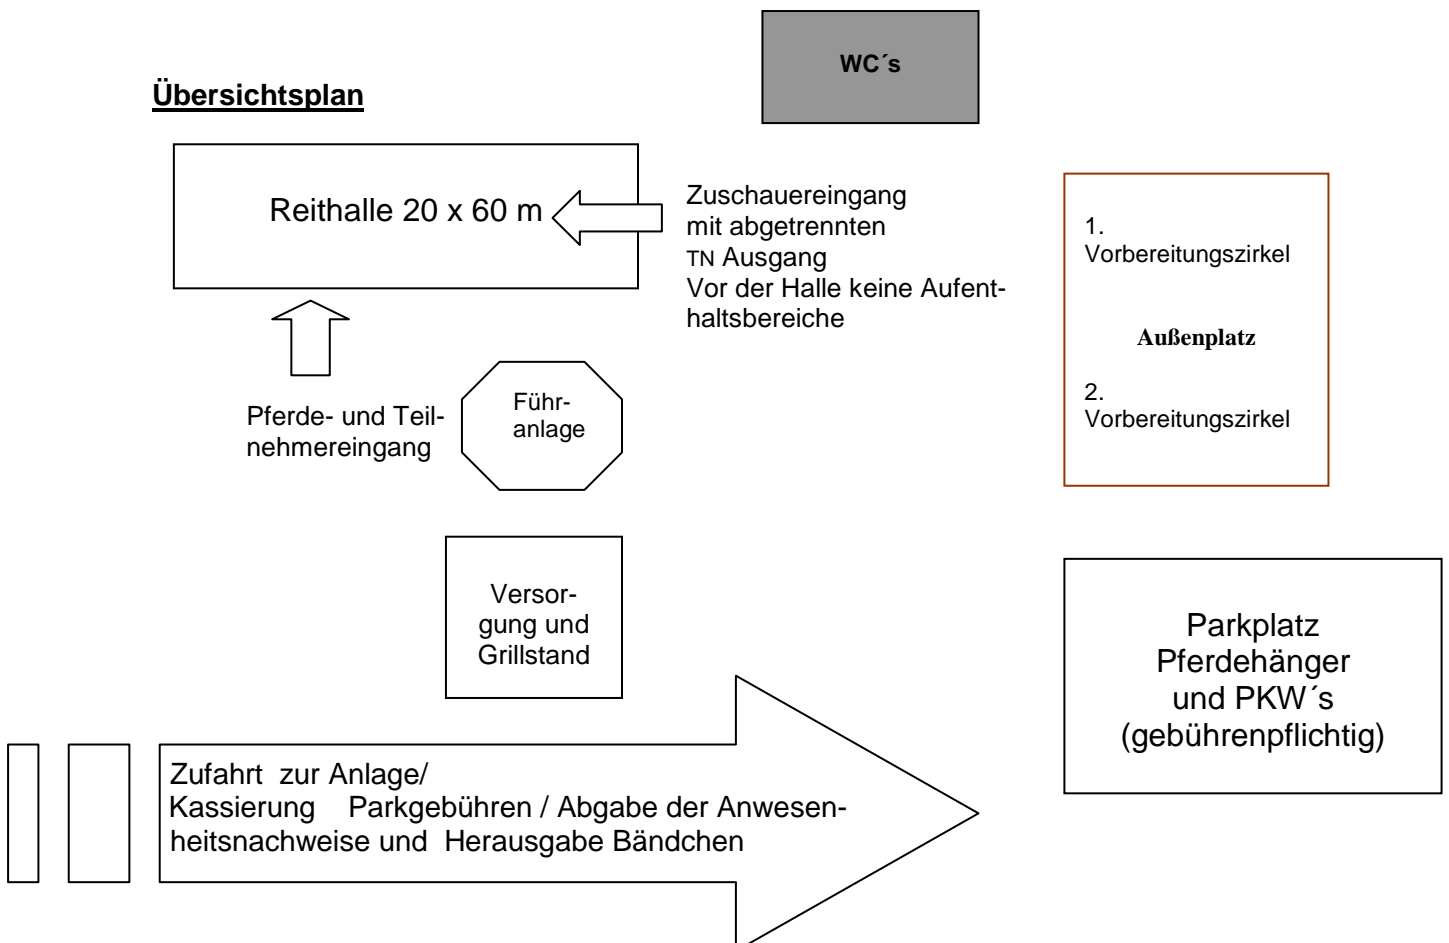 WC´s
Übersichtsplan
Reithalle 20 x 60 m
Zuschauereingang
mit abgetrennten
TN Ausgang
Vor der Halle keine Aufent-
haltsbereiche
1.
Vorbereitungszirkel
Außenplatz
2.
Vorbereitungszirkel
Pferde- und Teil-
nehmereingang
Führ-
anlage
Versor-
gung und
Grillstand
Parkplatz
Pferdehänger
und PKW´s
(gebührenpflichtig)
Zufahrt zur Anlage/
Kassierung Parkgebühren / Abgabe der Anwesen-
heitsnachweise und Herausgabe Bändchen